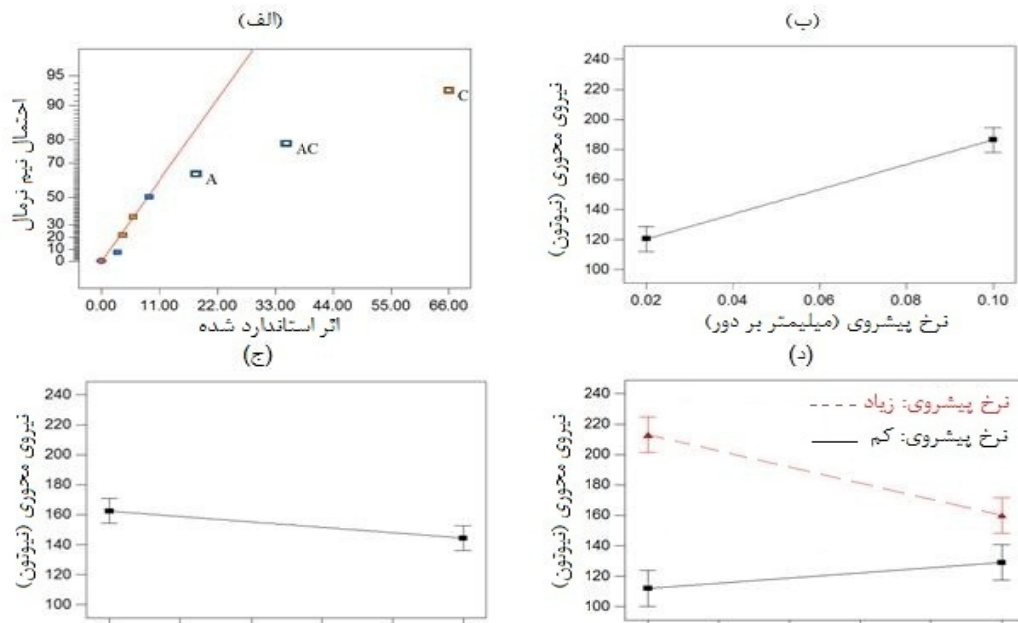 (الف)
احتمال نیم نرمال
95
90
80
70
50
30
20
10
0
C
AC
A
0.00 11.00 22.00 33.00 44.00 55.00 66.00
اثر استاندارد شده
(ب)
نیروی محوری (نیوتون)
240
220
200
180
160
140
120
100
0.02 0.04 0.06 0.08 0.10
نرخ پیشروی (میلیمتر بر دور)
(ج)
نیروی محوری (نیوتون)
240
220
200
180
160
140
120
100
(د)
نیروی محوری (نیوتون)
240
220
200
180
160
140
120
100
نرخ پیشروی: زیاد
نرخ پیشروی: کم